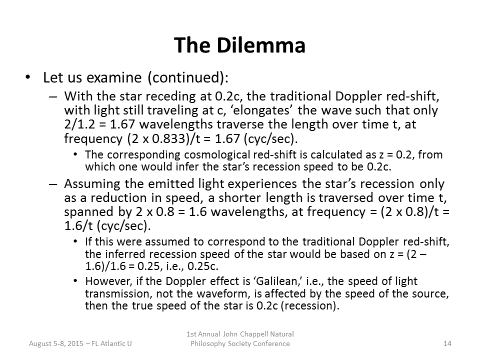 The Dilemma
• Let us examine (continued):
– With the star receding at 0.2c, the traditional Doppler red-shift,
with light still traveling at c, ‘elongates’ the wave such that only
2/1.2 = 1.67 wavelengths traverse the length over time t, at
frequency (2 x 0.833)/t = 1.67 (cyc/sec).
• The corresponding cosmological red-shift is calculated as z = 0.2, from
which one would infer the star’s recession speed to be 0.2c.
– Assuming the emitted light experiences the star’s recession only
as a reduction in speed, a shorter length is traversed over time t,
spanned by 2 x 0.8 = 1.6 wavelengths, at frequency = (2 x 0.8)/t =
1.6/t (cyc/sec).
• If this were assumed to correspond to the traditional Doppler red-shift,
the inferred recession speed of the star would be based on z = (2 –
1.6)/1.6 = 0.25, i.e., 0.25c.
• However, if the Doppler effect is ‘Galilean,’ i.e., the speed of light
transmission, not the waveform, is affected by the speed of the source,
then the true speed of the star is 0.2c (recession).
August 5-8, 2015 – FL Atlantic U
1st Annual John Chappell Natural
Philosophy Society Conference
14